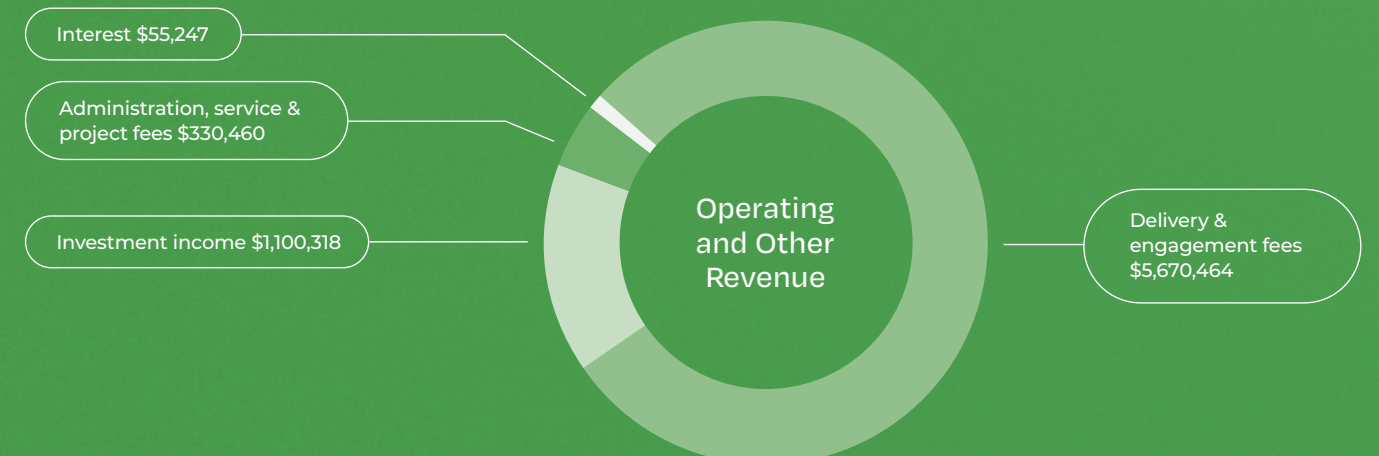 Interest $55,247
Administration, service &
project fees $330,460
Investment income $1,100,318
Operating
and Other
Revenue
Delivery &
engagement fees
$5,670,464